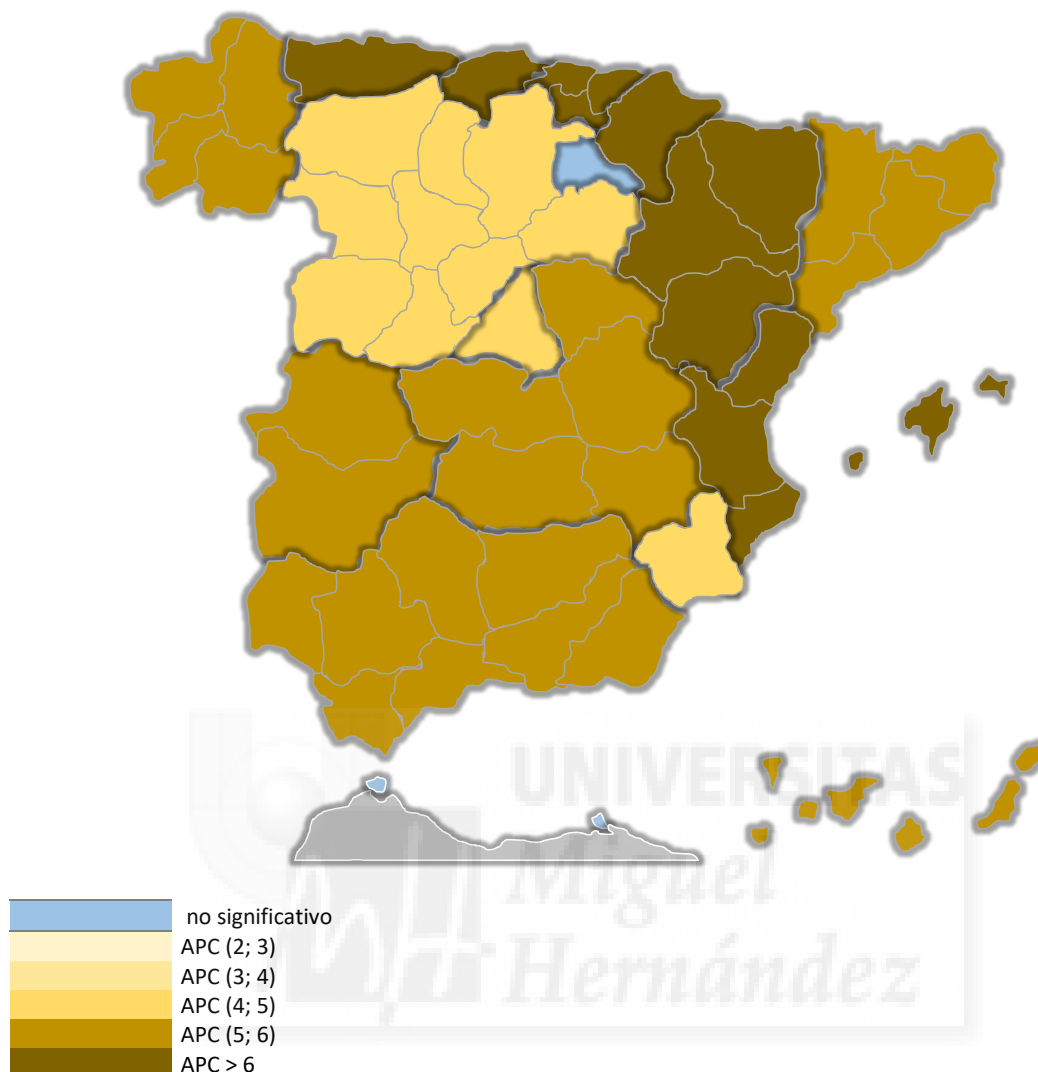 UNIVERSITAS
Miguel
Hernández
no significativo
APC (2; 3)
APC (3; 4)
APC (4; 5)
APC (5; 6)
APC > 6